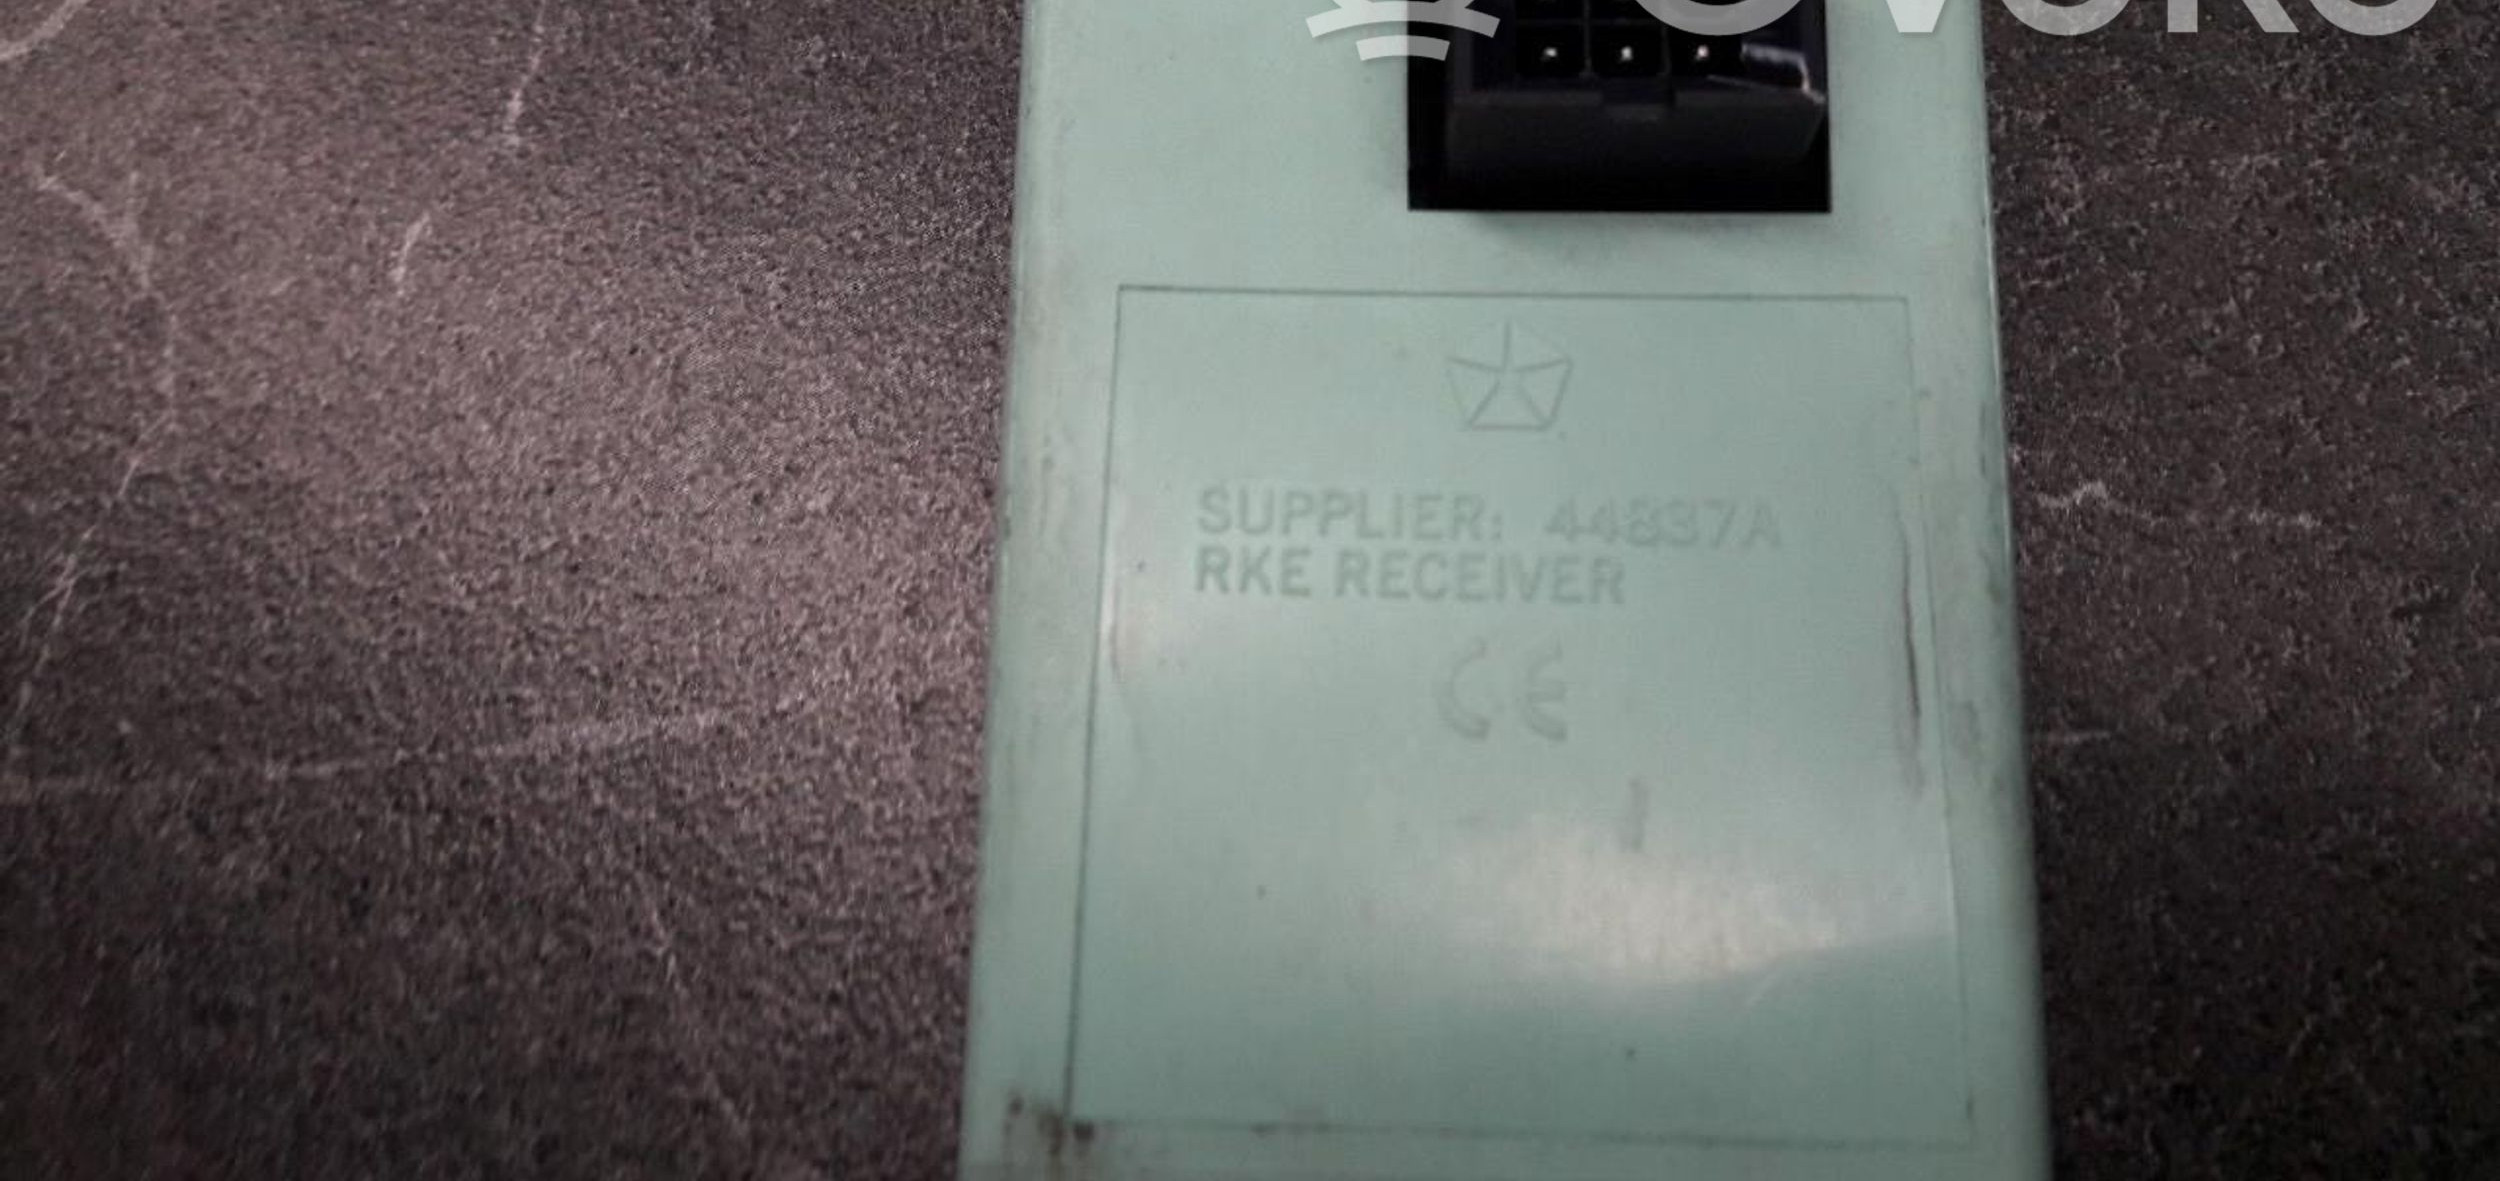 SUPPLIER: 44837A
RKE RECEIVER
CE